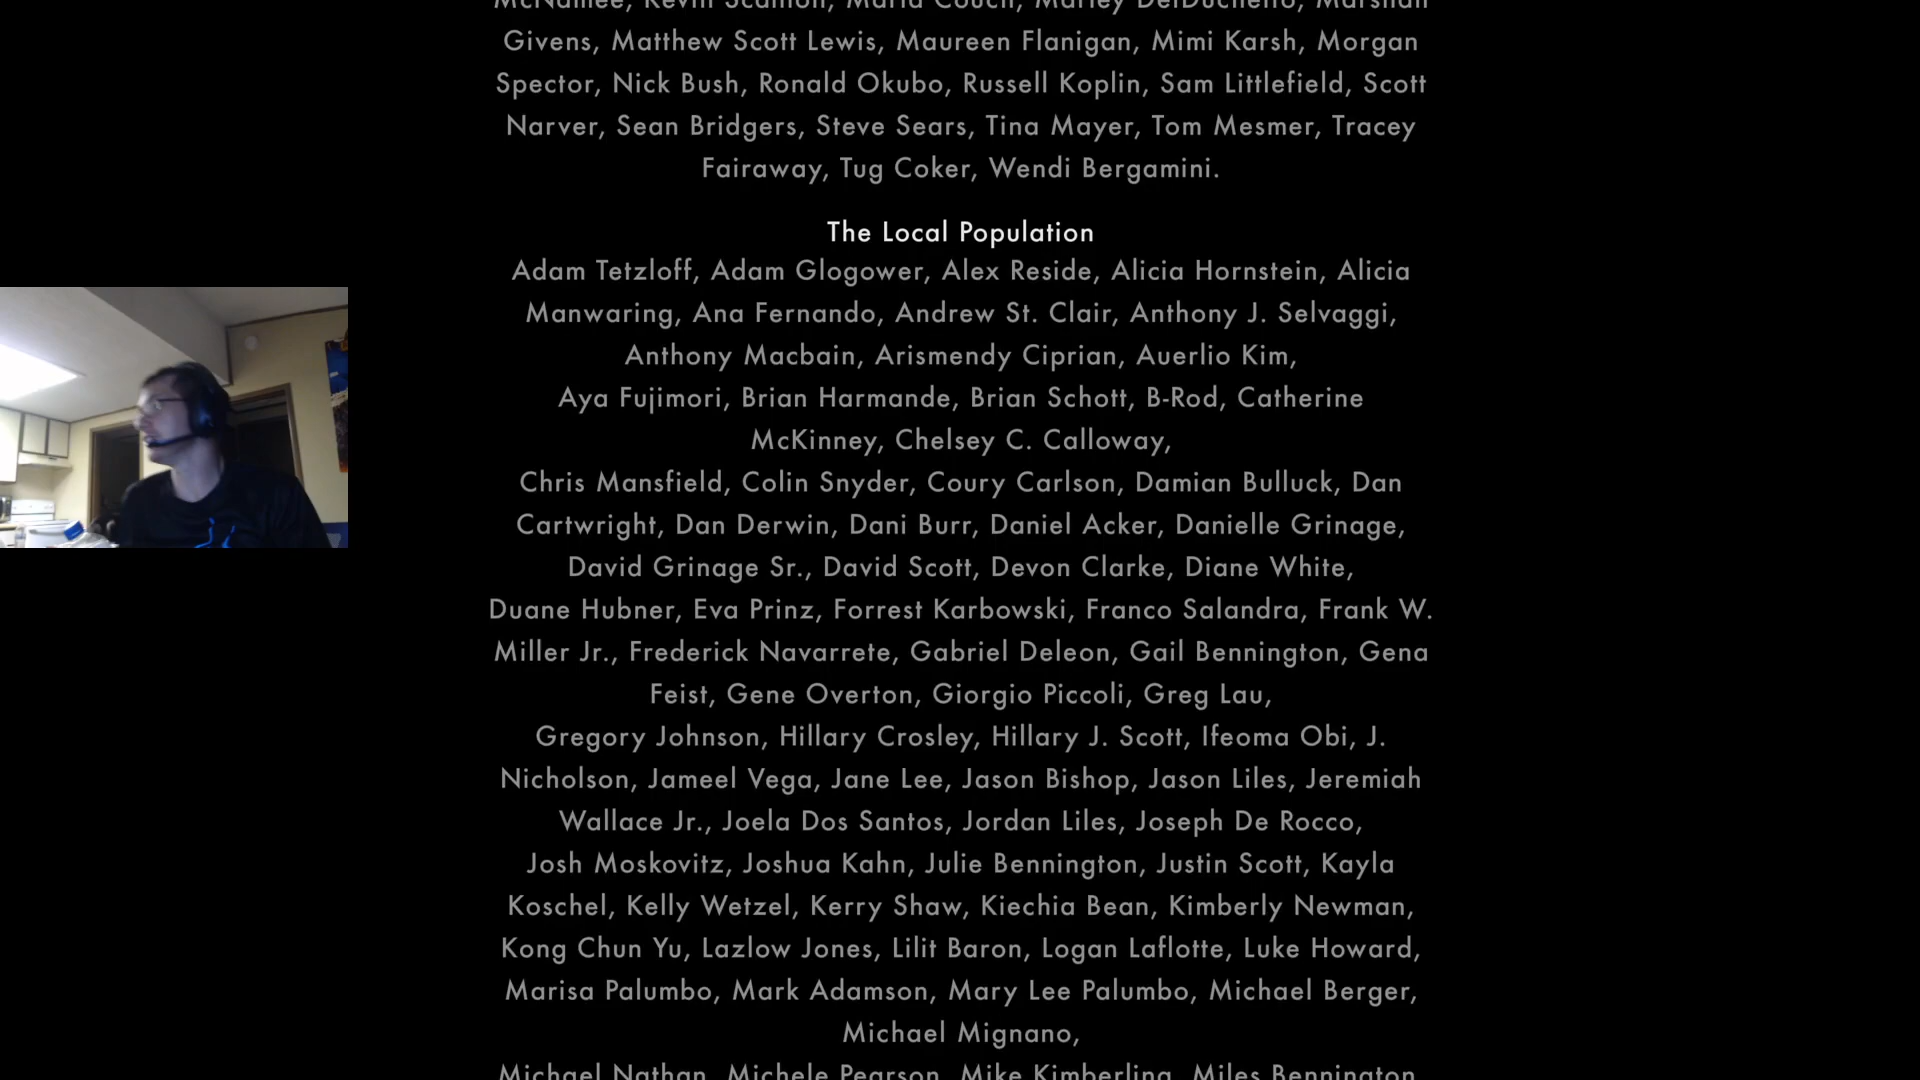 McNamee, Kevin Scanlon, Marla Couch, Marley DelDuchetto, Marshall
Givens, Matthew Scott Lewis, Maureen Flanigan, Mimi Karsh, Morgan
Spector, Nick Bush, Ronald Okubo, Russell Koplin, Sam Littlefield, Scott
Narver, Sean Bridgers, Steve Sears, Tina Mayer, Tom Mesmer, Tracey
Fairaway, Tug Coker, Wendi Bergamini.
The Local Population
Adam Tetzloff, Adam Glogower, Alex Reside, Alicia Hornstein, Alicia
Manwaring, Ana Fernando, Andrew St. Clair, Anthony J. Selvaggi,
Anthony Macbain, Arismendy Ciprian, Auerlio Kim,
Aya Fujimori, Brian Harmande, Brian Schott, B-Rod, Catherine
McKinney, Chelsey C. Calloway,
Chris Mansfield, Colin Snyder, Coury Carlson, Damian Bulluck, Dan
Cartwright, Dan Derwin, Dani Burr, Daniel Acker, Danielle Grinage,
David Grinage Sr., David Scott, Devon Clarke, Diane White,
Duane Hubner, Eva Prinz, Forrest Karbowski, Franco Salandra, Frank W.
Miller Jr., Frederick Navarrete, Gabriel Deleon, Gail Bennington, Gena
Feist, Gene Overton, Giorgio Piccoli, Greg Lau,
Gregory Johnson, Hillary Crosley, Hillary J. Scott, Ifeoma Obi, J.
Nicholson, Jameel Vega, Jane Lee, Jason Bishop, Jason Liles, Jeremiah
Wallace Jr., Joela Dos Santos, Jordan Liles, Joseph De Rocco,
Josh Moskovitz, Joshua Kahn, Julie Bennington, Justin Scott, Kayla
Koschel, Kelly Wetzel, Kerry Shaw, Kiechia Bean, Kimberly Newman,
Kong Chun Yu, Lazlow Jones, Lilit Baron, Logan Laflotte, Luke Howard,
Marisa Palumbo, Mark Adamson, Mary Lee Palumbo, Michael Berger,
Michael Mignano,
Michael Nathan, Michele Pearson, Mike Kimberling, Miles Bennington,